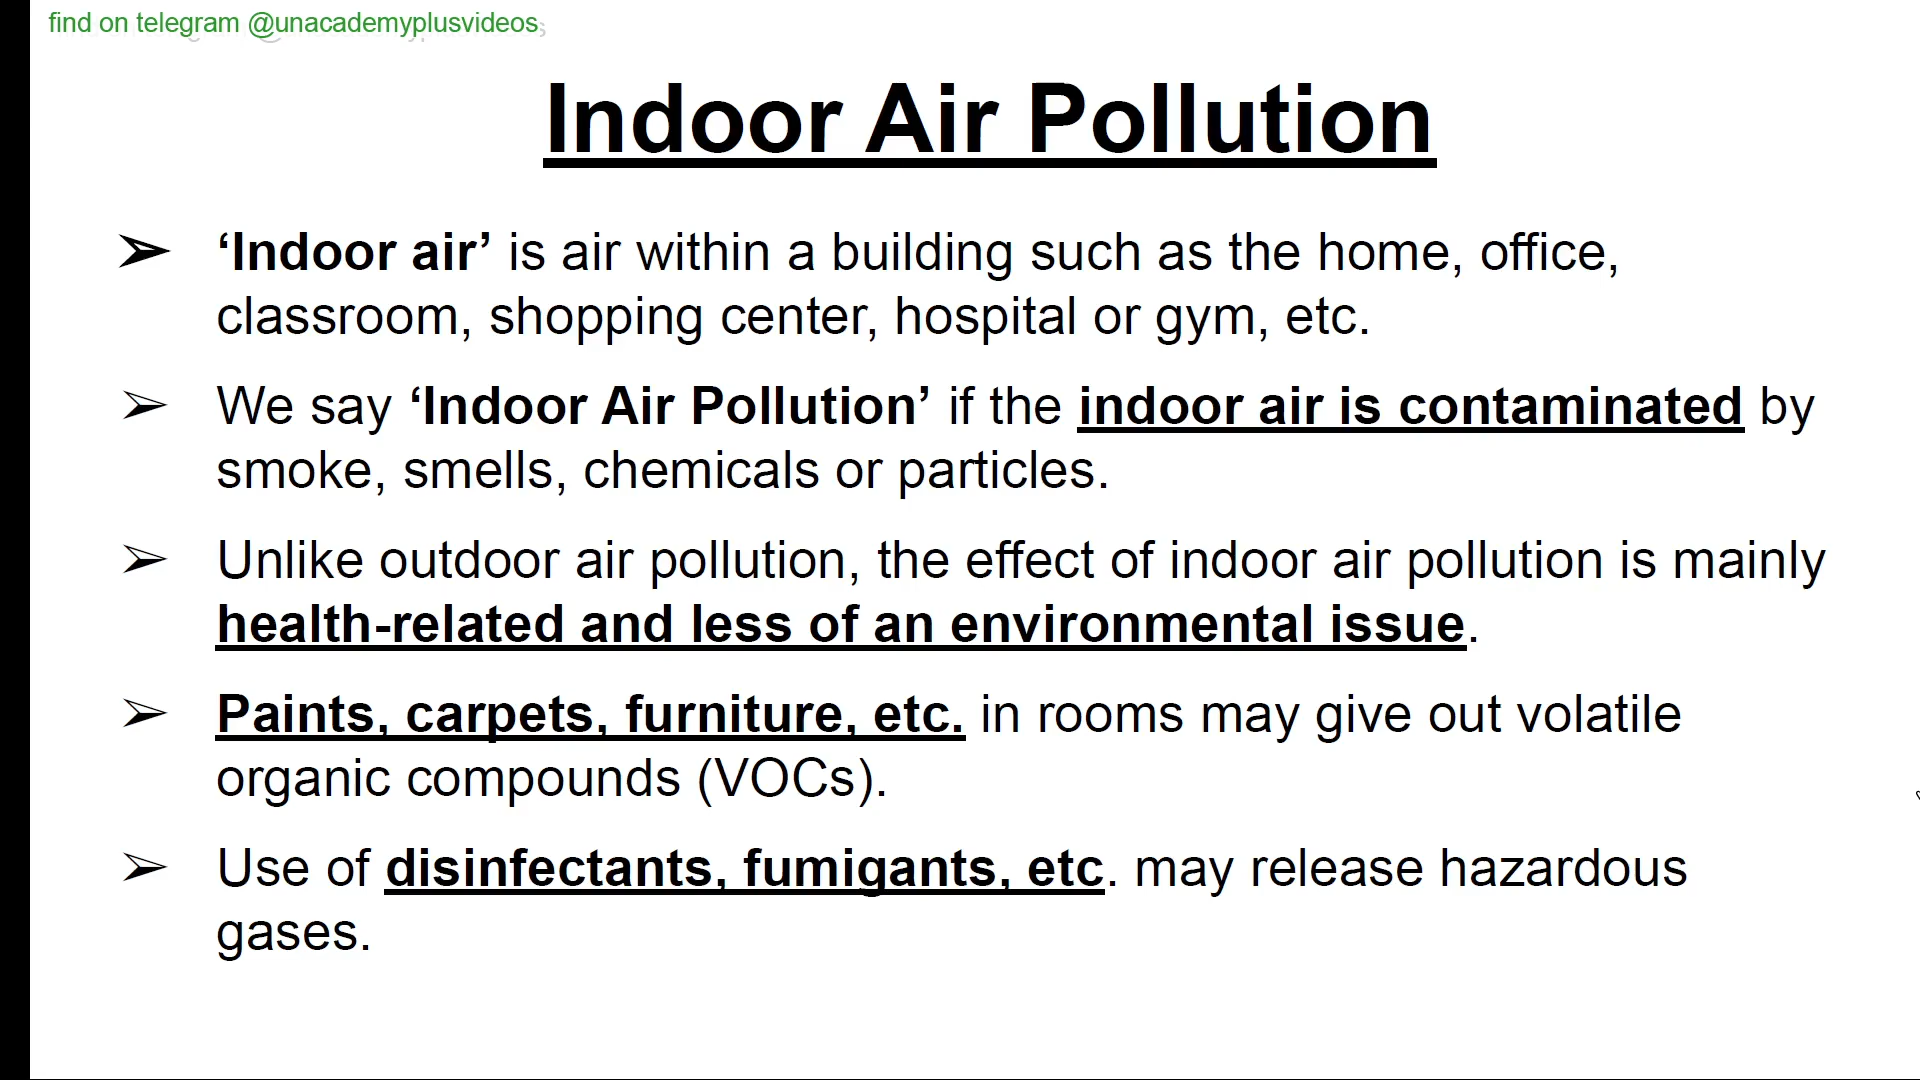 find on telegram @unacademyplusvideos
Indoor Air Pollution
➢ ‘Indoor air’ is air within a building such as the home, office,
classroom, shopping center, hospital or gym, etc.
➢ We say ‘Indoor Air Pollution’ if the indoor air is contaminated by
smoke, smells, chemicals or particles.
➢ Unlike outdoor air pollution, the effect of indoor air pollution is mainly
health-related and less of an environmental issue.
➢ Paints, carpets, furniture, etc. in rooms may give out volatile
organic compounds (VOCs).
➢ Use of disinfectants, fumigants, etc. may release hazardous
gases.